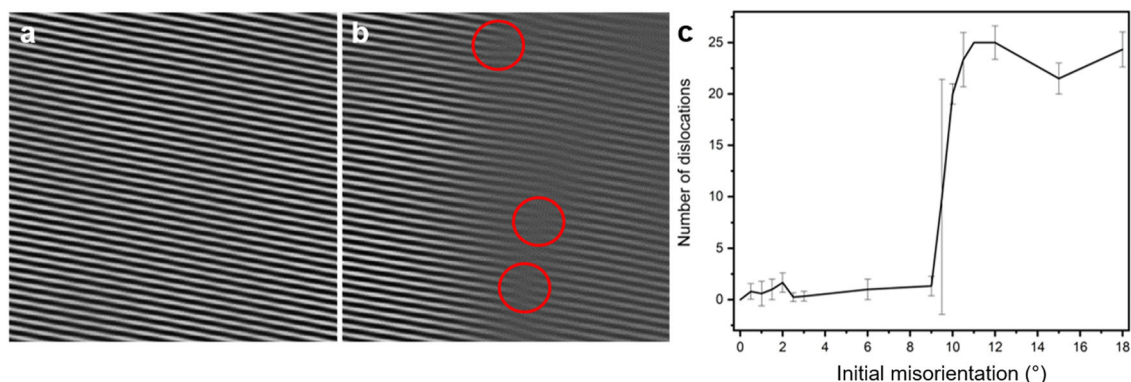 a
b
c
Number of dislocations
25
20
15
10
5
0
0 2 4 6 8 10 12 14 16 18
Initial misorientation (°)